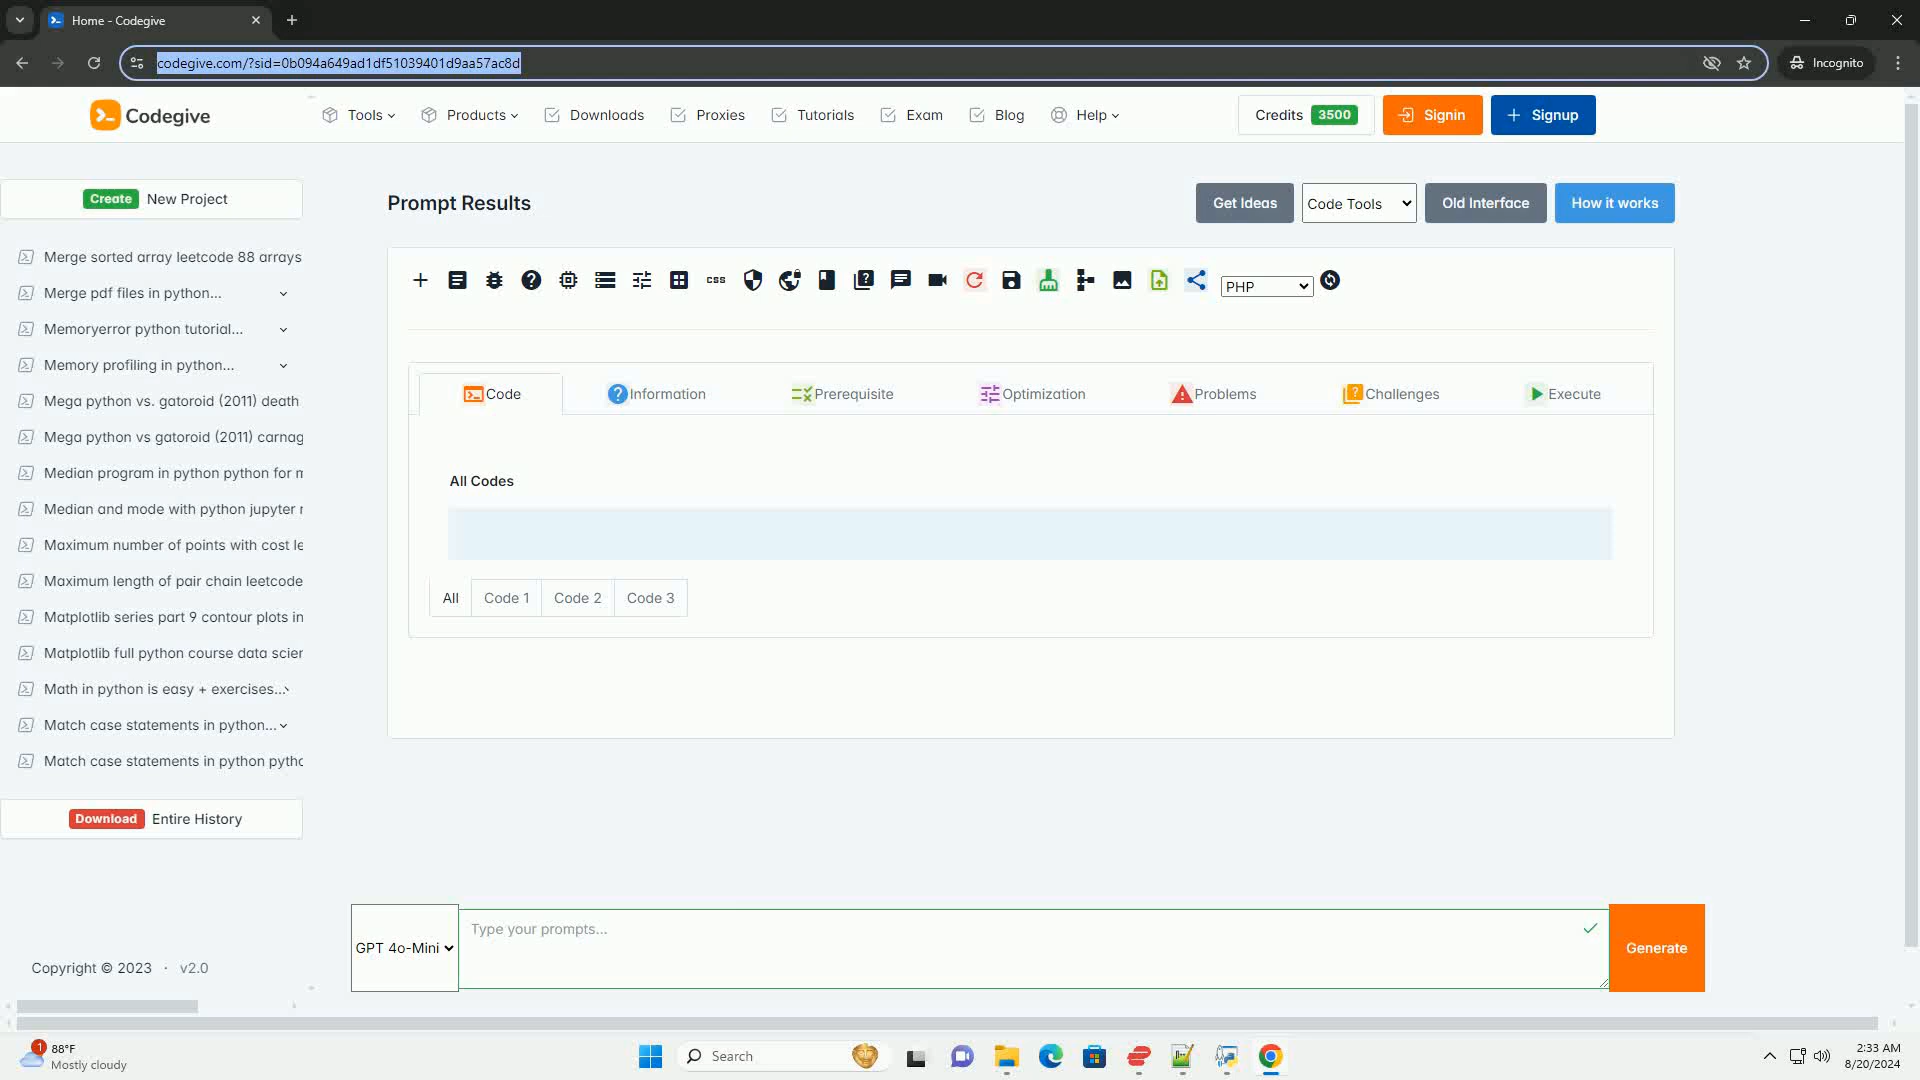 Home - Codegive
codegive.com/?sid=0b094a649ad1df51039401d9aa57ac8d
Incognito
Codegive
Tools
Products
Downloads
Proxies
Tutorials
Exam
Blog
Help
Credits 3500
Signin
Signup
Create New Project
Prompt Results
Get Ideas
Code Tools
Old Interface
How it works
Merge sorted array leetcode 88 arrays
Merge pdf files in python...
Memoryerror python tutorial...
Memory profiling in python...
Mega python vs. gatoroid (2011) death
Mega python vs gatoroid (2011) carnag
Median program in python python for m
Median and mode with python jupyter n
Maximum number of points with cost le
Maximum length of pair chain leetcode
Matplotlib series part 9 contour plots in
Matplotlib full python course data scien
Math in python is easy + exercises...
Match case statements in python...
Match case statements in python pytho
Download Entire History
Copyright © 2023 · v2.0
css
PHP
Code
Information
Prerequisite
Optimization
Problems
Challenges
Execute
All Codes
All
Code 1
Code 2
Code 3
GPT 4o-Mini
Type your prompts...
Generate
1
88°F
Mostly cloudy
Search
2:33 AM
8/20/2024